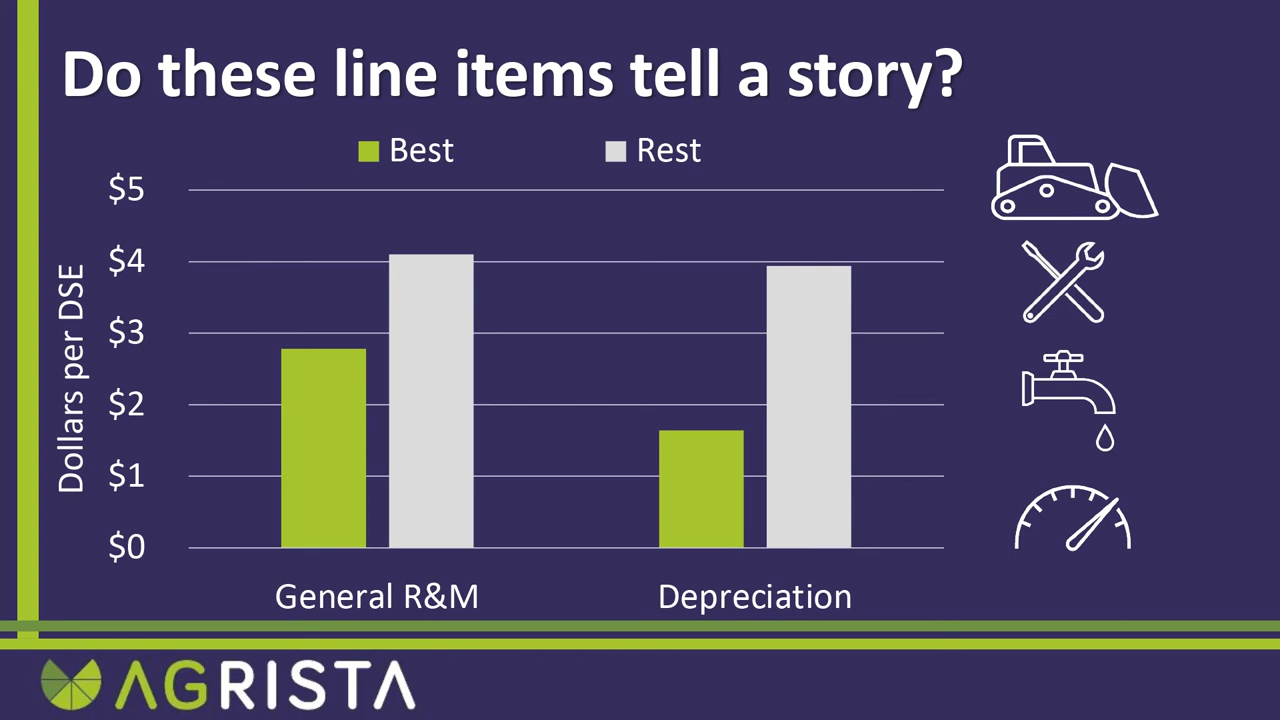 Do these line items tell a story?
Best Rest
Dollars per DSE
$5
$4
$3
$2
$1
$0
General R&M Depreciation
AGRISTA